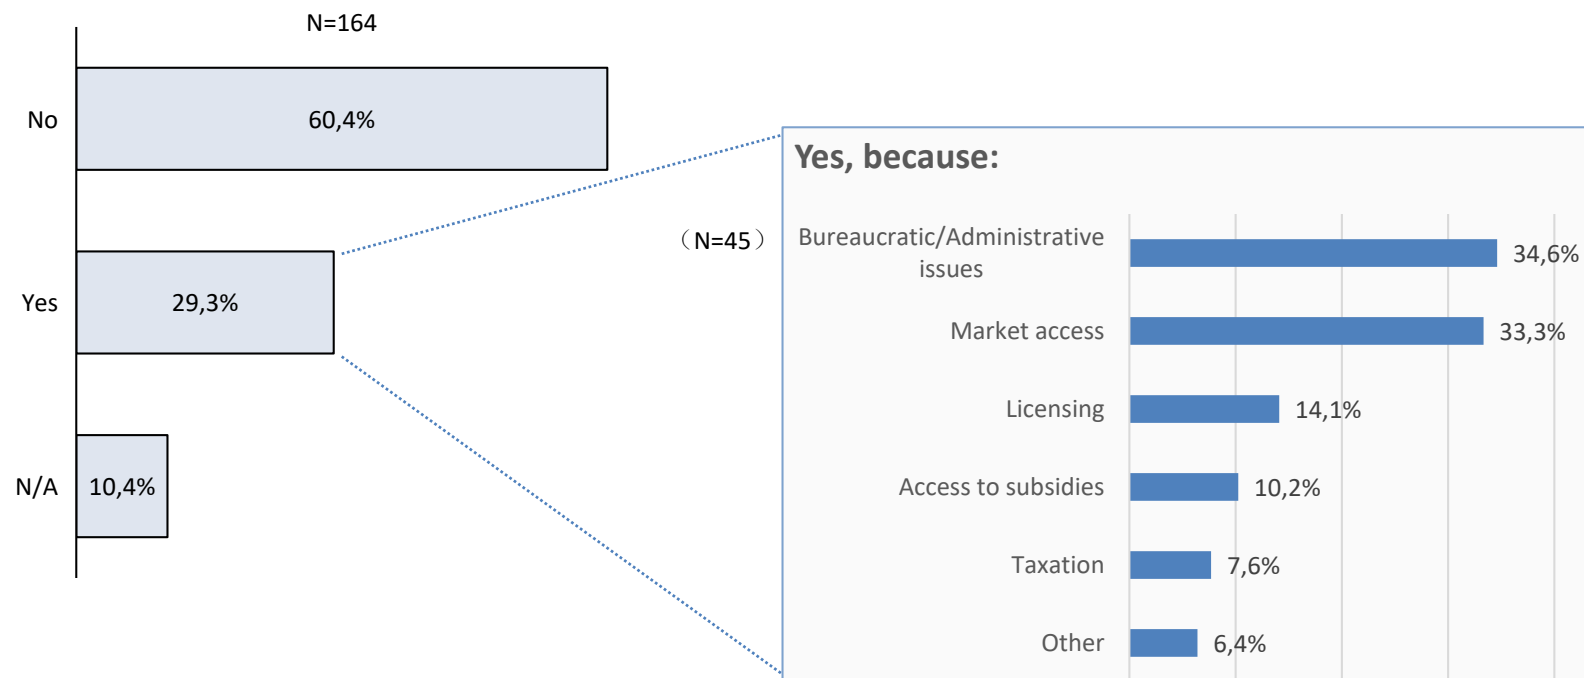 N=164
No
60,4%
Yes
29,3%
N/A
10,4%
（N=45）
Yes, because:
Bureaucratic/Administrative
issues
34,6%
Market access
33,3%
Licensing
14,1%
Access to subsidies
10,2%
Taxation
7,6%
Other
6,4%